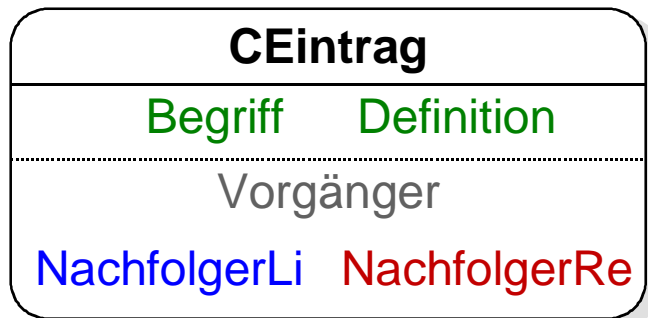 CEintrag
Begriff Definition
Vorgänger
NachfolgerLi NachfolgerRe